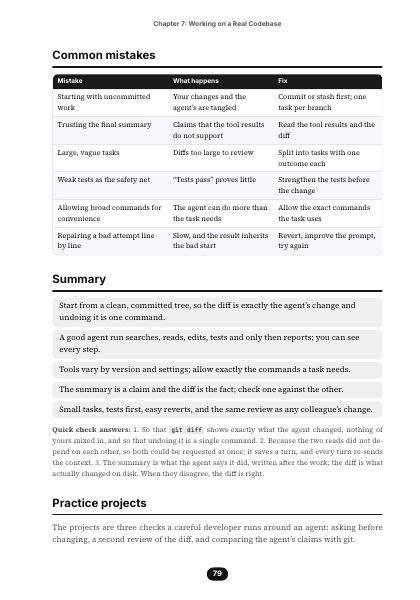 Chapter 7: Working on a Real Codebase
Common mistakes
Mistake What happens Fix
Starting with uncommitted work Your changes and the agent's are tangled Commit or stash first; one task per branch
Trusting the final summary Claims that the tool results do not support Read the tool results and the diff
Large, vague tasks Diffs too large to review Split into tasks with one outcome each
Weak tests as the safety net “Tests pass” proves little Strengthen the tests before the change
Allowing broad commands for convenience The agent can do more than the task needs Allow the exact commands the task uses
Repairing a bad attempt line by line Slow, and the result inherits the bad start Revert, improve the prompt, try again
Summary
Start from a clean, committed tree, so the diff is exactly the agent's change and
undoing it is one command.
A good agent run searches, reads, edits, tests and only then reports; you can see
every step.
Tools vary by version and settings; allow exactly the commands a task needs.
The summary is a claim and the diff is the fact; check one against the other.
Small tasks, tests first, easy reverts, and the same review as any colleague's change.
Quick check answers: 1. So that git diff shows exactly what the agent changed, nothing of
yours mixed in, and so that undoing it is a single command. 2. Because the two reads did not de-
pend on each other, so both could be requested at once; it saves a turn, and every turn re-sends
the context. 3. The summary is what the agent says it did, written after the work; the diff is what
actually changed on disk. When they disagree, the diff is right.
Practice projects
The projects are three checks a careful developer runs around an agent: asking before
changing, a second review of the diff, and comparing the agent's claims with git.
79